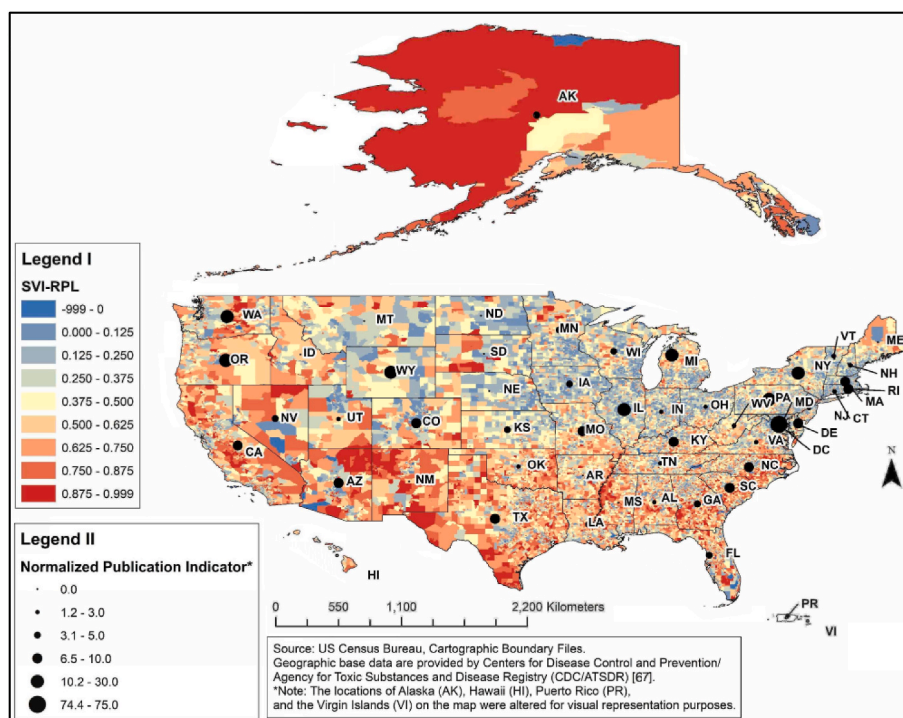 AK
WA
MT
ND
MN
VT
ME
OR
ID
SD
WI
MI
NY
NH
WY
NE
IA
MA
RI
NV
UT
CO
KS
MO
IL
IN
OH
WV
PA
MD
NJ
CT
DE
DC
CA
AZ
NM
OK
AR
KY
TN
VA
NC
SC
TX
LA
MS
AL
GA
FL
HI
PR
VI
N
Legend I
SVI-RPL
-999 - 0
0.000 - 0.125
0.125 - 0.250
0.250 - 0.375
0.375 - 0.500
0.500 - 0.625
0.625 - 0.750
0.750 - 0.875
0.875 - 0.999
Legend II
Normalized Publication Indicator*
0.0
1.2 - 3.0
3.1 - 5.0
6.5 - 10.0
10.2 - 30.0
74.4 - 75.0
0 550 1,100 2,200 Kilometers
Source: US Census Bureau, Cartographic Boundary Files.
Geographic base data are provided by Centers for Disease Control and Prevention/
Agency for Toxic Substances and Disease Registry (CDC/ATSDR) [67].
*Note: The locations of Alaska (AK), Hawaii (HI), Puerto Rico (PR),
and the Virgin Islands (VI) on the map were altered for visual representation purposes.